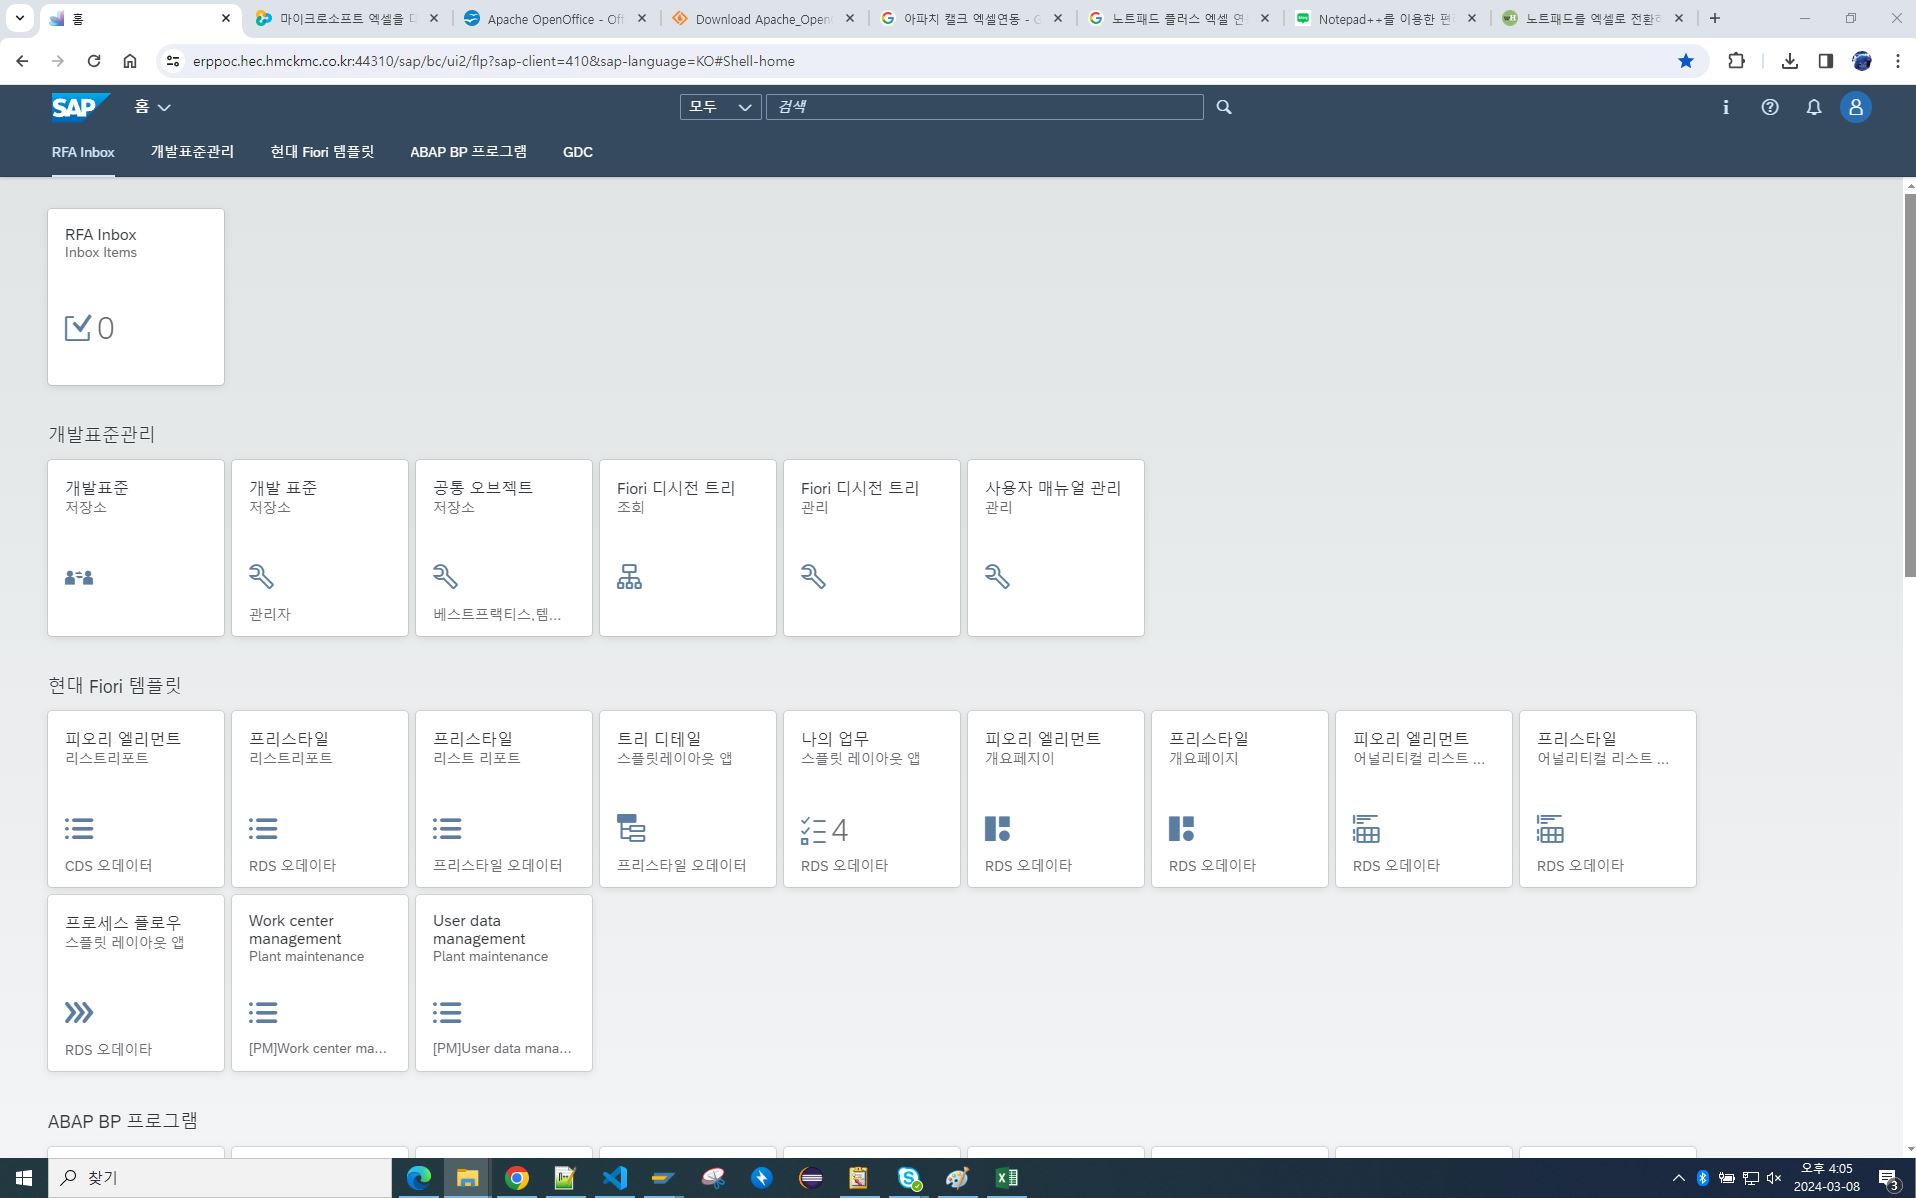 홈
마이크로소프트 엑셀을 대
Apache OpenOffice - Off
Download Apache_Open
아파치 캘크 엑셀연동 - G
노트패드 플러스 엑셀 연
Notepad++를 이용한 편
노트패드를 엑셀로 전환하
erppoc.hec.hmckmc.co.kr:44310/sap/bc/ui2/flp?sap-client=410&sap-language=KO#Shell-home
SAP
홈
모두
검색
RFA Inbox
개발표준관리
현대 Fiori 템플릿
ABAP BP 프로그램
GDC
RFA Inbox
Inbox Items
0
개발표준관리
개발표준
저장소
개발 표준
저장소
관리자
공통 오브젝트
저장소
베스트프랙티스,템...
Fiori 디시전 트리
조회
Fiori 디시전 트리
관리
사용자 매뉴얼 관리
관리
현대 Fiori 템플릿
피오리 엘리먼트
리스트리포트
CDS 오데이터
프리스타일
리스트리포트
RDS 오데이타
프리스타일
리스트 리포트
프리스타일 오데이터
트리 디테일
스플릿레이아웃 앱
프리스타일 오데이터
나의 업무
스플릿 레이아웃 앱
4
RDS 오데이타
피오리 엘리먼트
개요페지이
RDS 오데이타
프리스타일
개요페이지
RDS 오데이타
피오리 엘리먼트
어널리티컬 리스트 ...
RDS 오데이타
프리스타일
어널리티컬 리스트 ...
RDS 오데이타
프로세스 플로우
스플릿 레이아웃 앱
RDS 오데이타
Work center
management
Plant maintenance
[PM]Work center ma...
User data
management
Plant maintenance
[PM]User data mana...
ABAP BP 프로그램
찾기
오후 4:05
2024-03-08
3